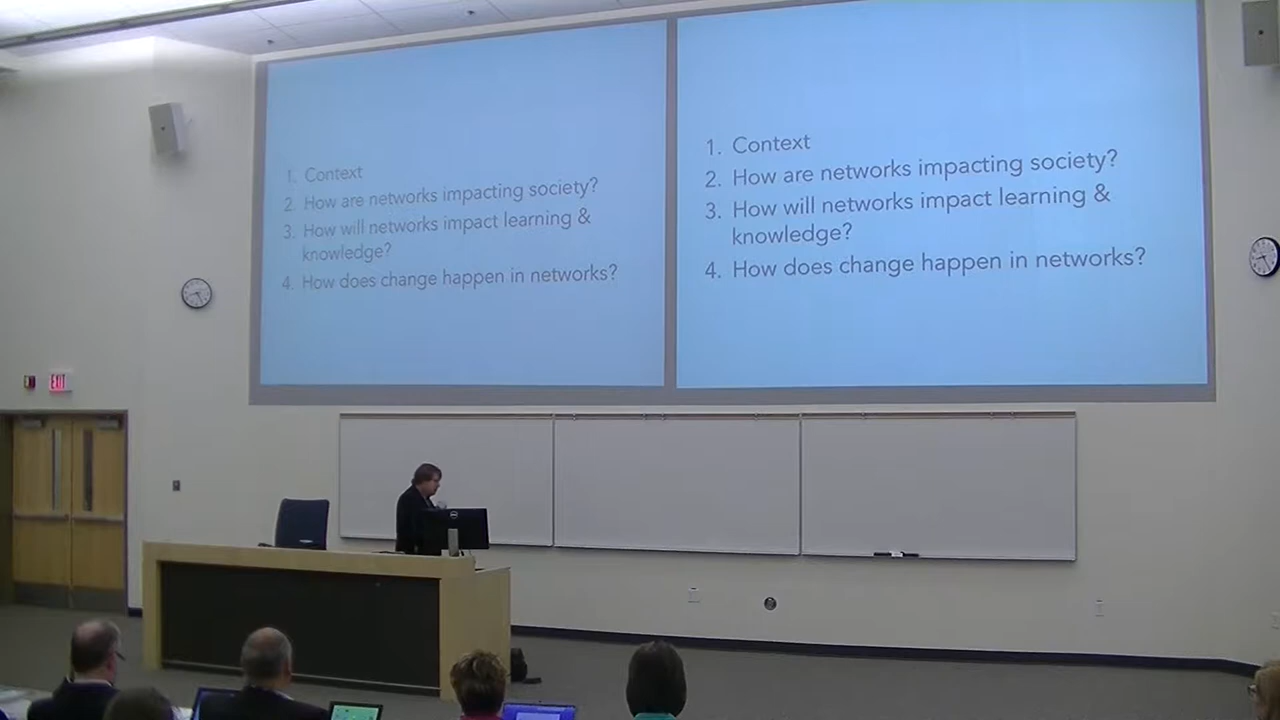 1. Context
2. How are networks impacting society?
3. How will networks impact learning &
knowledge?
4. How does change happen in networks?
1. Context
2. How are networks impacting society?
3. How will networks impact learning &
knowledge?
4. How does change happen in networks?
EXIT